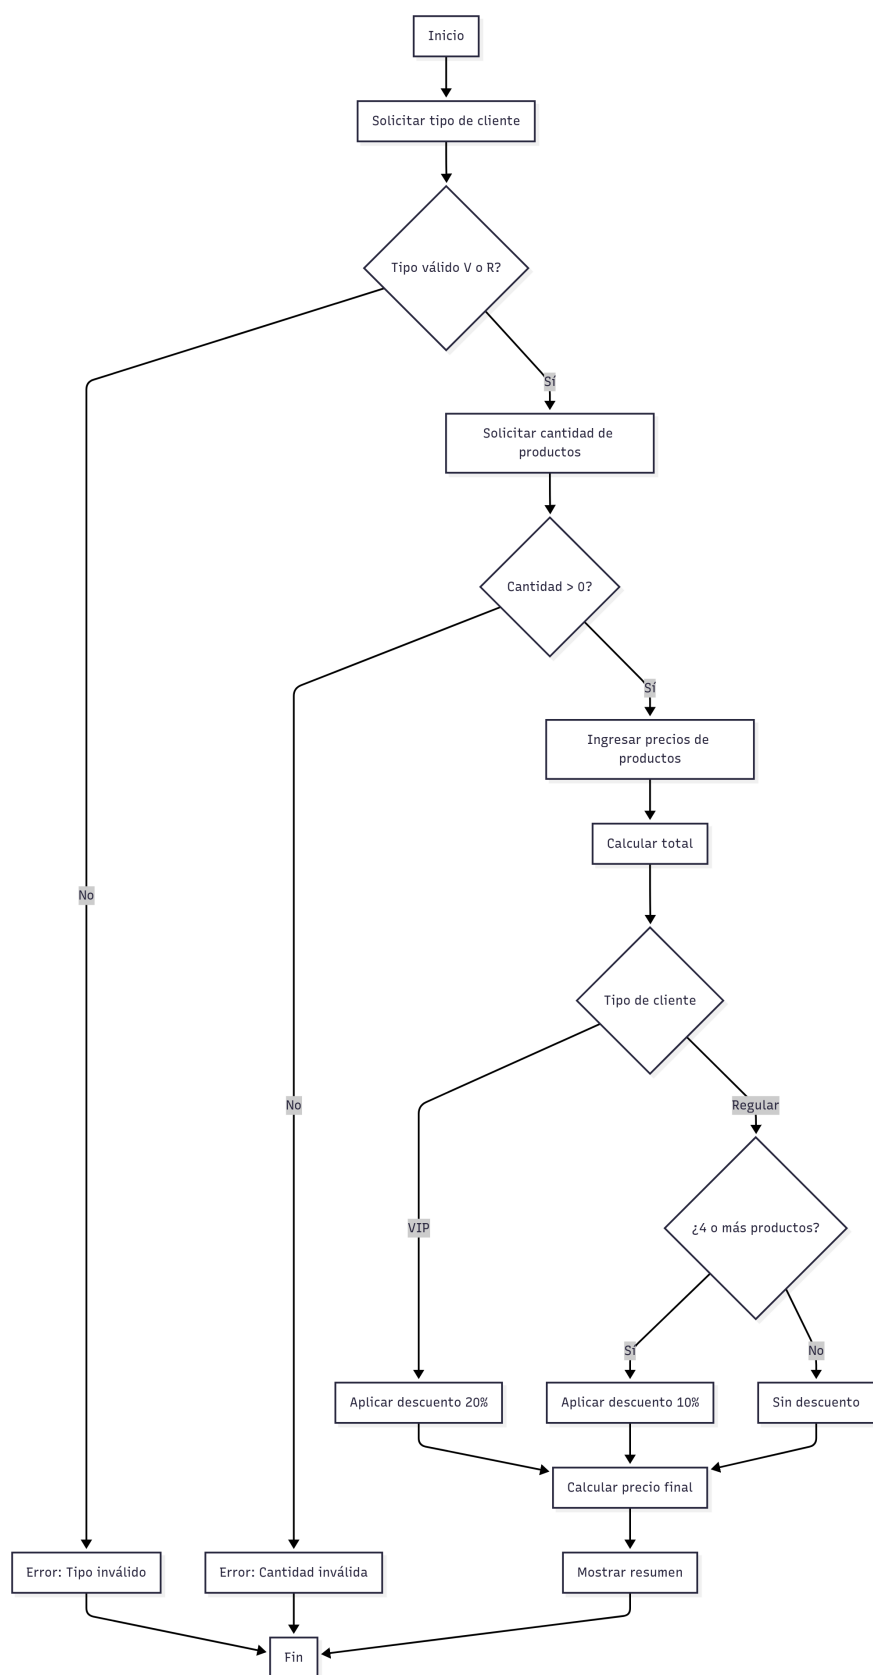 Inicio
Solicitar tipo de cliente
Tipo válido V o R?
Sí
Solicitar cantidad de
productos
Cantidad > 0?
Sí
Ingresar precios de
productos
Calcular total
No
Tipo de cliente
No
Regular
VIP
¿4 o más productos?
Sí
No
Aplicar descuento 20%
Aplicar descuento 10%
Sin descuento
Calcular precio final
Error: Tipo inválido
Error: Cantidad inválida
Mostrar resumen
Fin